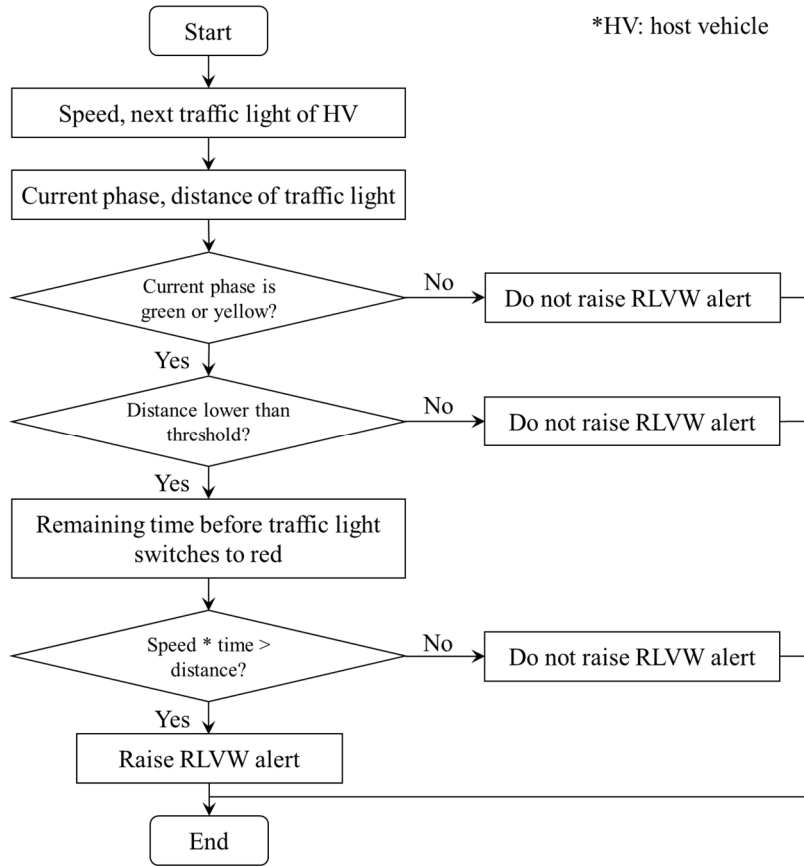 Start
*HV: host vehicle
Speed, next traffic light of HV
Current phase, distance of traffic light
Current phase is
green or yellow?
No
Do not raise RLVW alert
Yes
Distance lower than
threshold?
No
Do not raise RLVW alert
Yes
Remaining time before traffic light
switches to red
Speed * time >
distance?
No
Do not raise RLVW alert
Yes
Raise RLVW alert
End